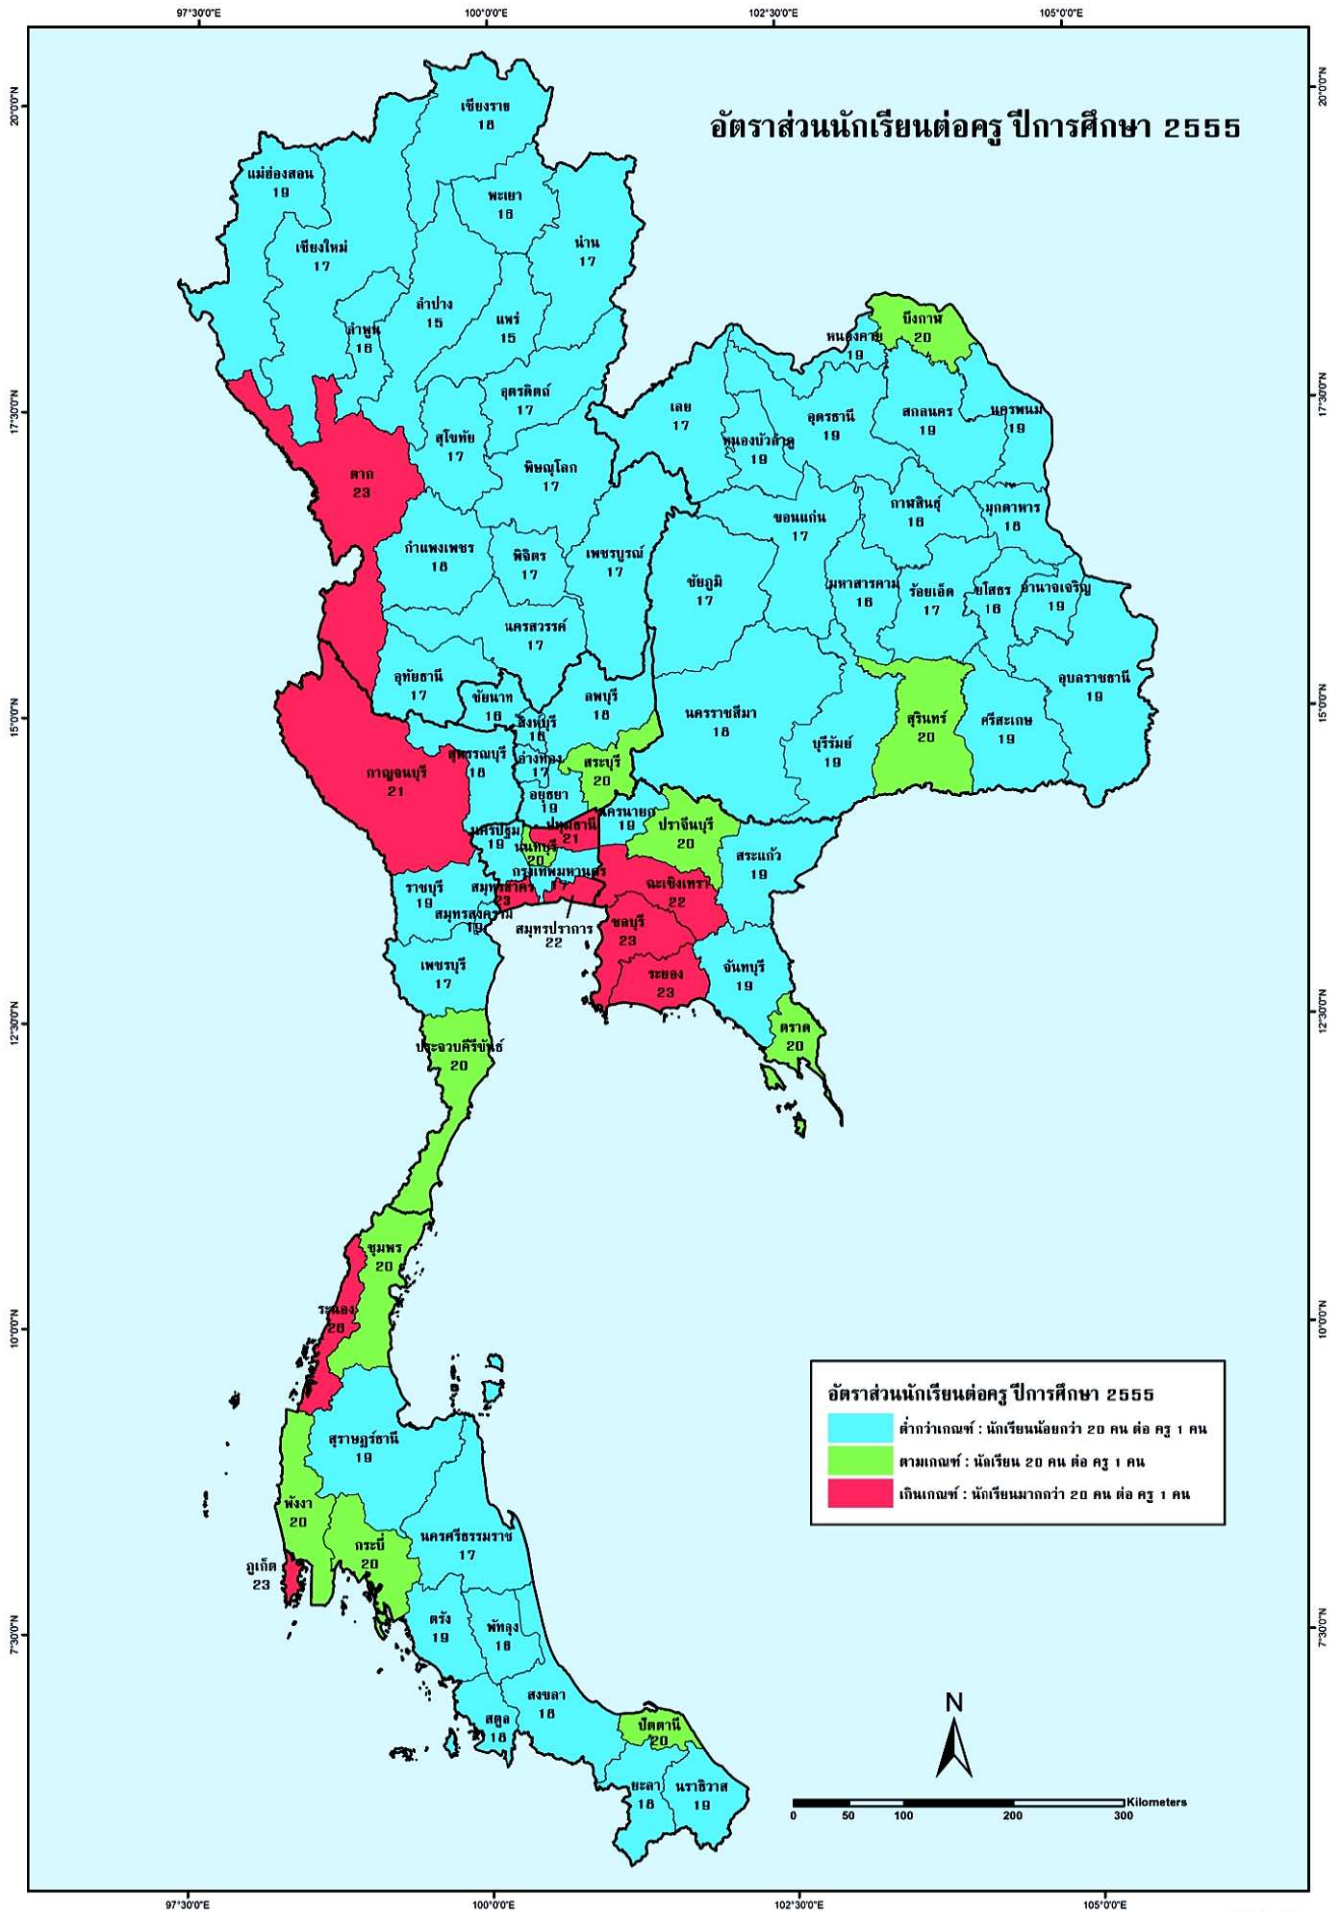 97°30'0"E 100°0'0"E 102°30'0"E 105°0'0"E
อัตราส่วนนักเรียนต่อครู ปีการศึกษา 2555
20°0'0"N
20°0'0"N
เชียงราย
แม่ฮ่องสอน
19
พะเยา
เชียงใหม่
17
น่าน
17
ลำปาง
15
แพร่
15
ลำพูน
บึงกาฬ
20
หนองคาย
19
17°30'0"N
17°30'0"N
อุตรดิตถ์
17
เลย
17
หนองบัวลำภู
19
อุดรธานี
19
สกลนคร
19
นครพนม
19
สุโขทัย
17
พิษณุโลก
17
ตาก
23
ขอนแก่น
17
กาฬสินธุ์
มุกดาหาร
กำแพงเพชร
พิจิตร
17
เพชรบูรณ์
17
ชัยภูมิ
17
มหาสารคาม
ร้อยเอ็ด
17
ยโสธร
อำนาจเจริญ
19
นครสวรรค์
17
อุทัยธานี
17
ชัยนาท
ลพบุรี
สิงห์บุรี
นครราชสีมา
บุรีรัมย์
19
สุรินทร์
20
ศรีสะเกษ
19
อุบลราชธานี
19
15°0'0"N
15°0'0"N
กาญจนบุรี
21
สุพรรณบุรี
อ่างทอง
17
สระบุรี
20
อยุธยา
19
นครนายก
19
ปราจีนบุรี
20
ปทุมธานี
21
นครปฐม
19
นนทบุรี
20
สระแก้ว
19
กรุงเทพมหานคร
17
ราชบุรี
19
สมุทรสาคร
23
ฉะเชิงเทรา
22
สมุทรสงคราม
19
สมุทรปราการ
22
ชลบุรี
23
เพชรบุรี
17
ระยอง
23
จันทบุรี
19
12°30'0"N
12°30'0"N
ตราด
20
ประจวบคีรีขันธ์
20
ชุมพร
20
ระนอง
10°0'0"N
10°0'0"N
สุราษฎร์ธานี
19
พังงา
20
กระบี่
20
นครศรีธรรมราช
17
ภูเก็ต
23
ตรัง
19
พัทลุง
7°30'0"N
7°30'0"N
สงขลา
สตูล
ปัตตานี
20
ยะลา
นราธิวาส
19
อัตราส่วนนักเรียนต่อครู ปีการศึกษา 2555
ต่ำกว่าเกณฑ์ : นักเรียนน้อยกว่า 20 คน ต่อ ครู 1 คน
ตามเกณฑ์ : นักเรียน 20 คน ต่อ ครู 1 คน
เกินเกณฑ์ : นักเรียนมากกว่า 20 คน ต่อ ครู 1 คน
N
Kilometers
0 50 100 200 300
97°30'0"E 100°0'0"E 102°30'0"E 105°0'0"E